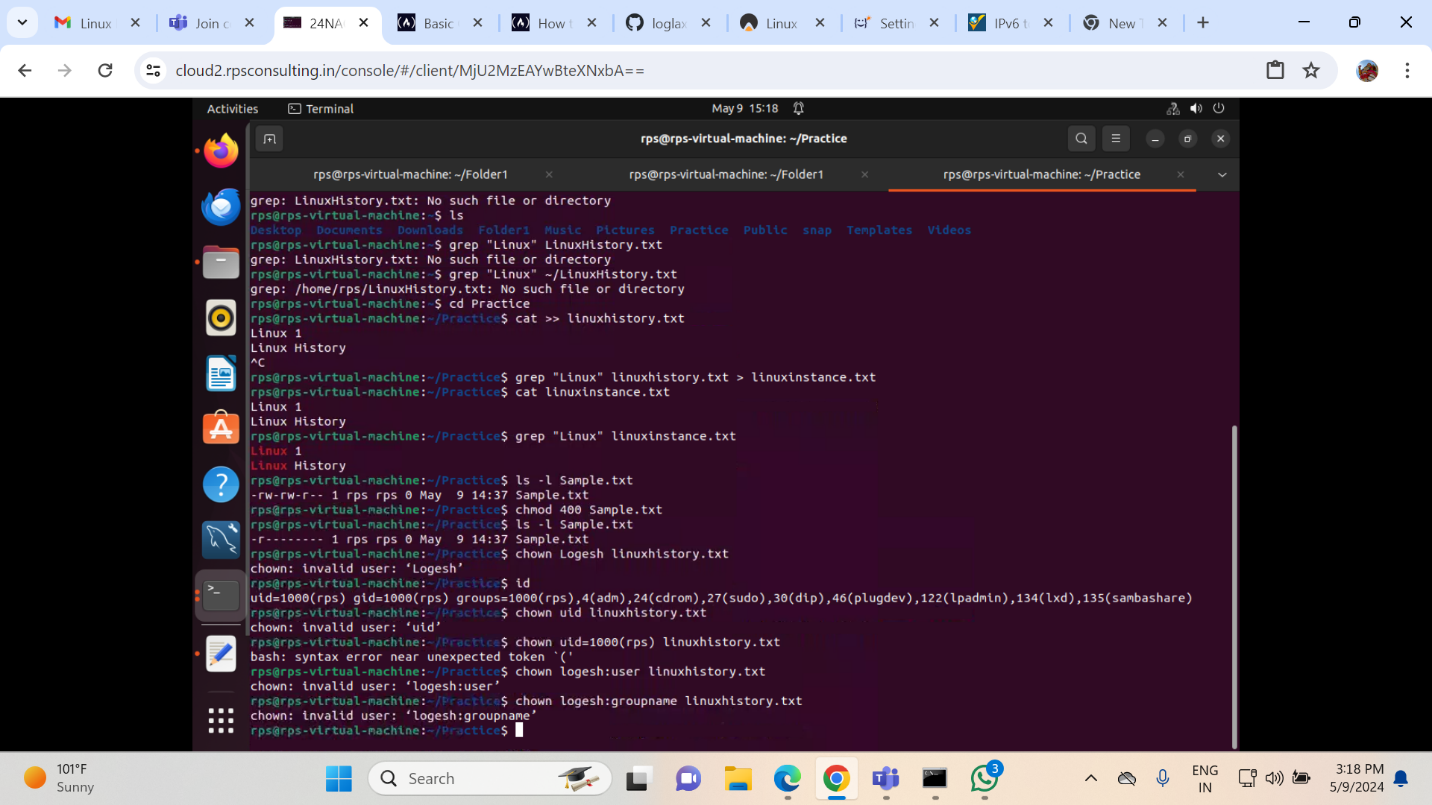 Linux
Join c
24NA
Basic
How t
loglax
Linux
Settin
IPv6 t
New T
cloud2.rpsconsulting.in/console/#/client/MjU2MzEAYwBteXNxbA==
Activities
Terminal
May 9 15:18
rps@rps-virtual-machine: ~/Practice
rps@rps-virtual-machine: ~/Folder1
rps@rps-virtual-machine: ~/Folder1
rps@rps-virtual-machine: ~/Practice
grep: LinuxHistory.txt: No such file or directory
rps@rps-virtual-machine:~$ ls
Desktop Documents Downloads Folder1 Music Pictures Practice Public snap Templates Videos
rps@rps-virtual-machine:~$ grep "Linux" LinuxHistory.txt
grep: LinuxHistory.txt: No such file or directory
rps@rps-virtual-machine:~$ grep "Linux" ~/LinuxHistory.txt
grep: /home/rps/LinuxHistory.txt: No such file or directory
rps@rps-virtual-machine:~$ cd Practice
rps@rps-virtual-machine:~/Practice$ cat >> linuxhistory.txt
Linux 1
Linux History
^C
rps@rps-virtual-machine:~/Practice$ grep "Linux" linuxhistory.txt > linuxinstance.txt
rps@rps-virtual-machine:~/Practice$ cat linuxinstance.txt
Linux 1
Linux History
rps@rps-virtual-machine:~/Practice$ grep "Linux" linuxinstance.txt
Linux 1
Linux History
rps@rps-virtual-machine:~/Practice$ ls -l Sample.txt
-rw-rw-r-- 1 rps rps 0 May  9 14:37 Sample.txt
rps@rps-virtual-machine:~/Practice$ chmod 400 Sample.txt
rps@rps-virtual-machine:~/Practice$ ls -l Sample.txt
-r-------- 1 rps rps 0 May  9 14:37 Sample.txt
rps@rps-virtual-machine:~/Practice$ chown Logesh linuxhistory.txt
chown: invalid user: ‘Logesh’
rps@rps-virtual-machine:~/Practice$ id
uid=1000(rps) gid=1000(rps) groups=1000(rps),4(adm),24(cdrom),27(sudo),30(dip),46(plugdev),122(lpadmin),134(lxd),135(sambashare)
rps@rps-virtual-machine:~/Practice$ chown uid linuxhistory.txt
chown: invalid user: ‘uid’
rps@rps-virtual-machine:~/Practice$ chown uid=1000(rps) linuxhistory.txt
bash: syntax error near unexpected token `('
rps@rps-virtual-machine:~/Practice$ chown logesh:user linuxhistory.txt
chown: invalid user: ‘logesh:user’
rps@rps-virtual-machine:~/Practice$ chown logesh:groupname linuxhistory.txt
chown: invalid user: ‘logesh:groupname’
rps@rps-virtual-machine:~/Practice$
101°F
Sunny
Search
3
ENG
IN
3:18 PM
5/9/2024